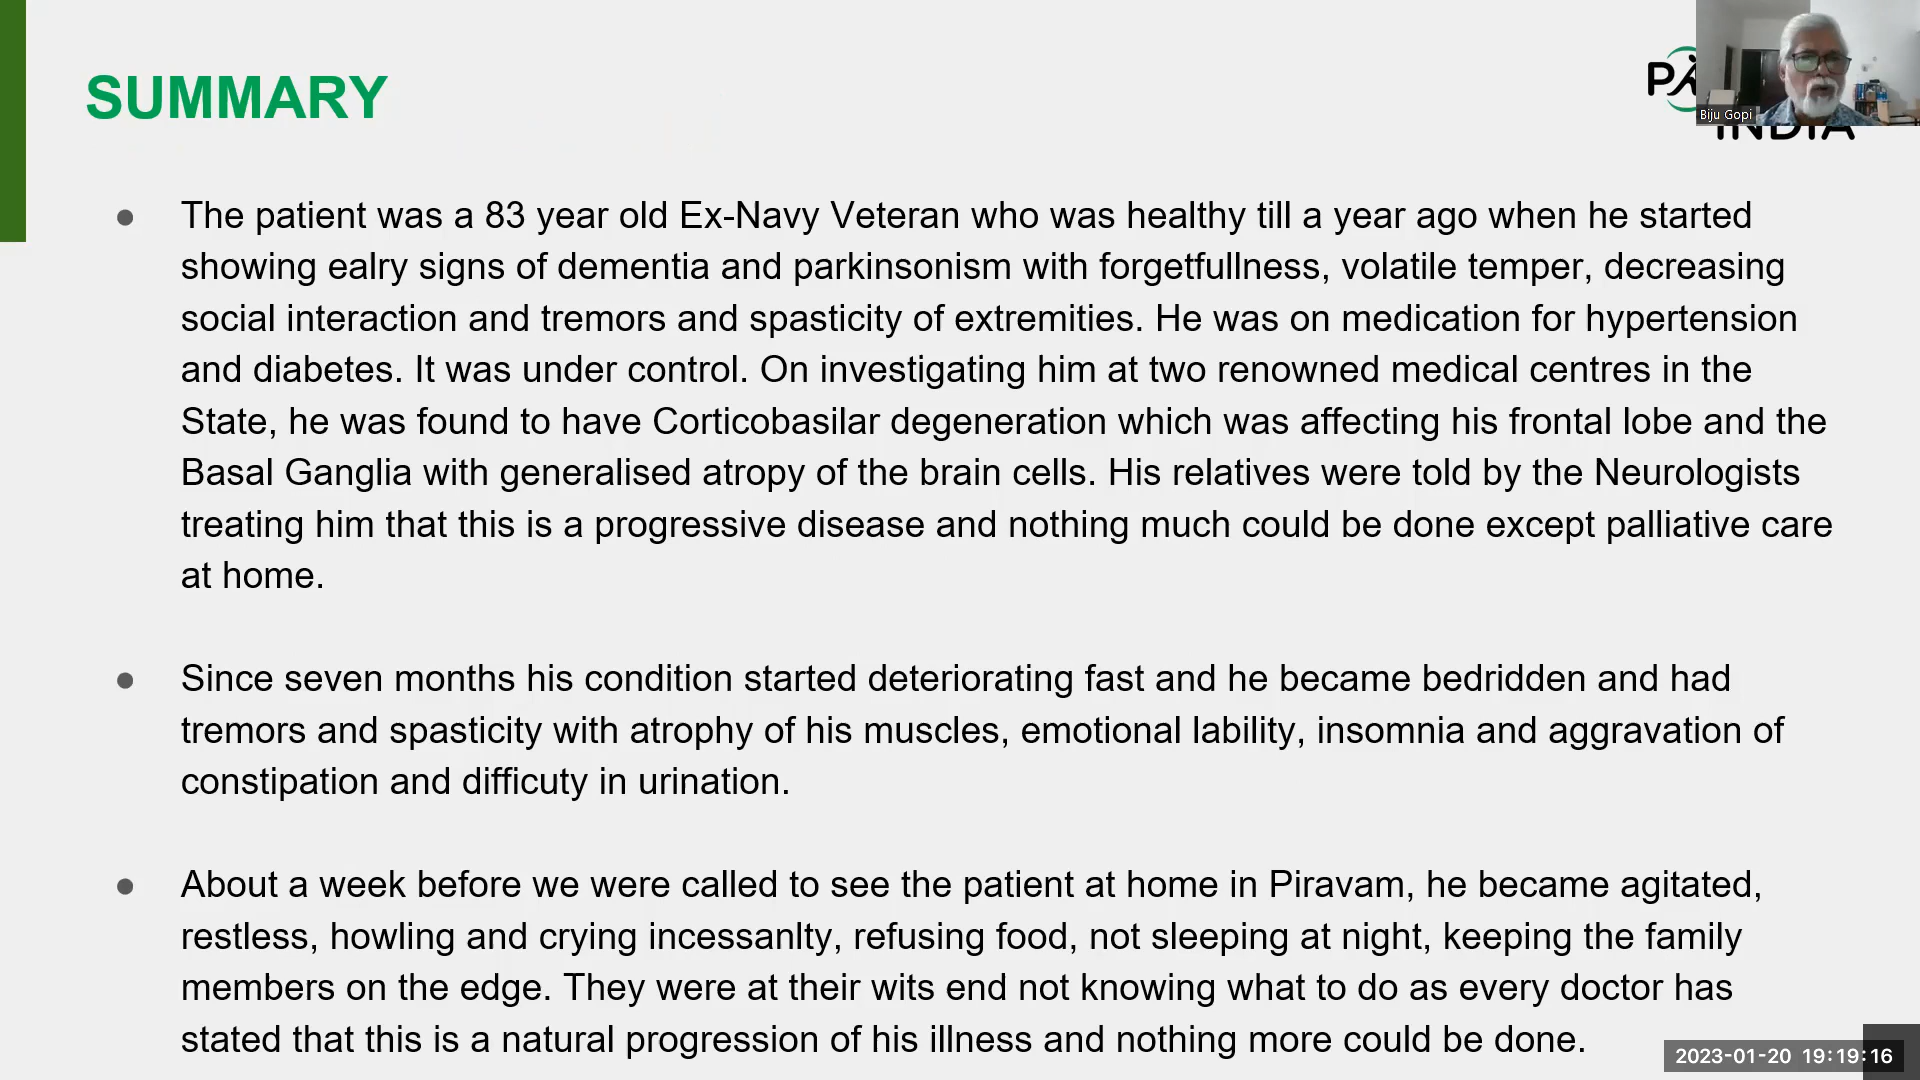 SUMMARY
Biju Gopi
INDIA
● The patient was a 83 year old Ex-Navy Veteran who was healthy till a year ago when he started
showing ealry signs of dementia and parkinsonism with forgetfullness, volatile temper, decreasing
social interaction and tremors and spasticity of extremities. He was on medication for hypertension
and diabetes. It was under control. On investigating him at two renowned medical centres in the
State, he was found to have Corticobasilar degeneration which was affecting his frontal lobe and the
Basal Ganglia with generalised atropy of the brain cells. His relatives were told by the Neurologists
treating him that this is a progressive disease and nothing much could be done except palliative care
at home.
● Since seven months his condition started deteriorating fast and he became bedridden and had
tremors and spasticity with atrophy of his muscles, emotional lability, insomnia and aggravation of
constipation and difficuty in urination.
● About a week before we were called to see the patient at home in Piravam, he became agitated,
restless, howling and crying incessanlty, refusing food, not sleeping at night, keeping the family
members on the edge. They were at their wits end not knowing what to do as every doctor has
stated that this is a natural progression of his illness and nothing more could be done.
2023-01-20 19:19:16